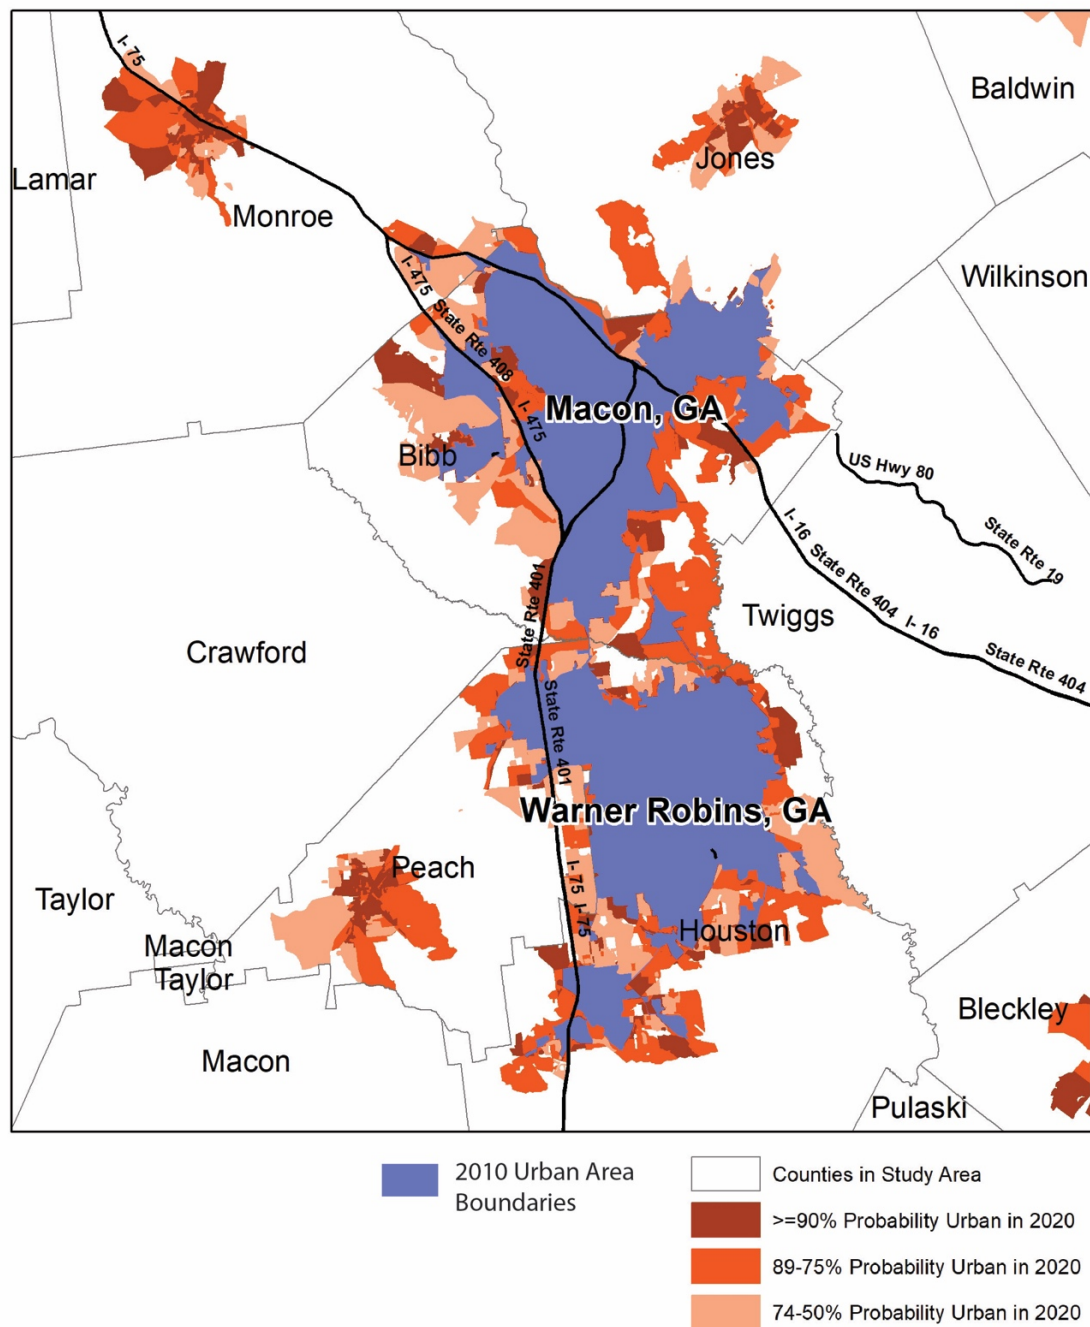 I- 75
Baldwin
Jones
Lamar
Monroe
Wilkinson
I- 475
State Rte 408
I- 475
Macon, GA
Bibb
US Hwy 80
State Rte 19
I- 16
State Rte 404
I- 16
State Rte 404
State Rte 401
Twiggs
Crawford
State Rte 401
Warner Robins, GA
Peach
I- 75
I- 75
Taylor
Houston
Macon
Taylor
Bleckley
Macon
Pulaski
2010 Urban Area
Boundaries
Counties in Study Area
>=90% Probability Urban in 2020
89-75% Probability Urban in 2020
74-50% Probability Urban in 2020